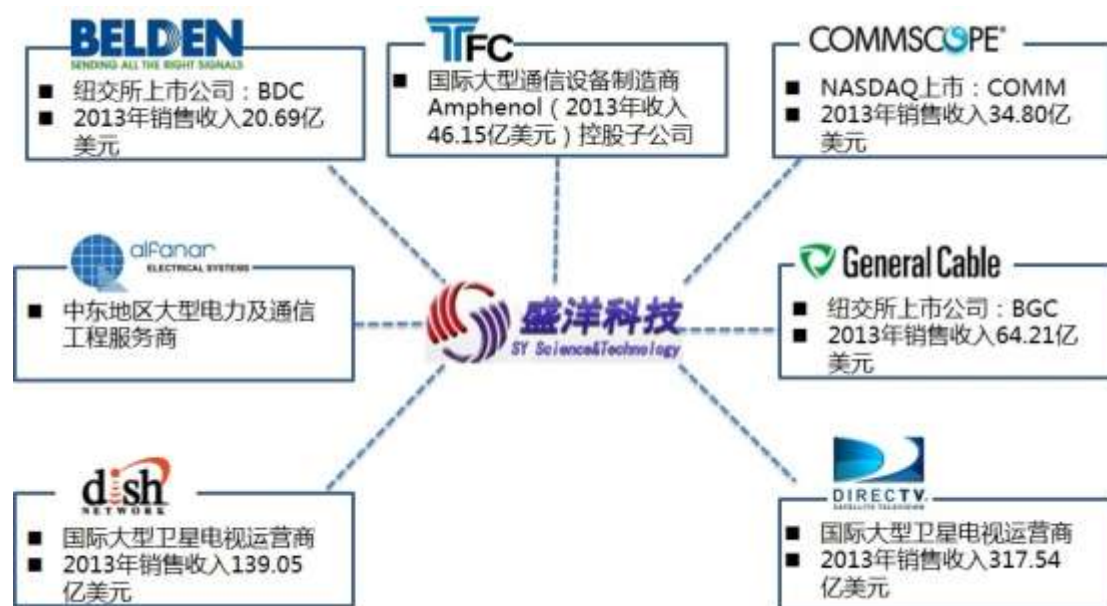 BELDEN
SENDING ALL THE RIGHT SIGNALS
■ 纽交所上市公司：BDC
■ 2013年销售收入20.69亿
美元
TFC
■ 国际大型通信设备制造商
Amphenol（2013年收入
46.15亿美元）控股子公司
COMMSCOPE®
■ NASDAQ上市：COMM
■ 2013年销售收入34.80亿
美元
alfanar
ELECTRICAL SYSTEMS
■ 中东地区大型电力及通信
工程服务商
盛洋科技
SY Science&Technology
General Cable
■ 纽交所上市公司：BGC
■ 2013年销售收入64.21亿
美元
dish
NETWORK
■ 国际大型卫星电视运营商
■ 2013年销售收入139.05
亿美元
DIRECTV.
SATELLITE TELEVISION
■ 国际大型卫星电视运营商
■ 2013年销售收入317.54
亿美元